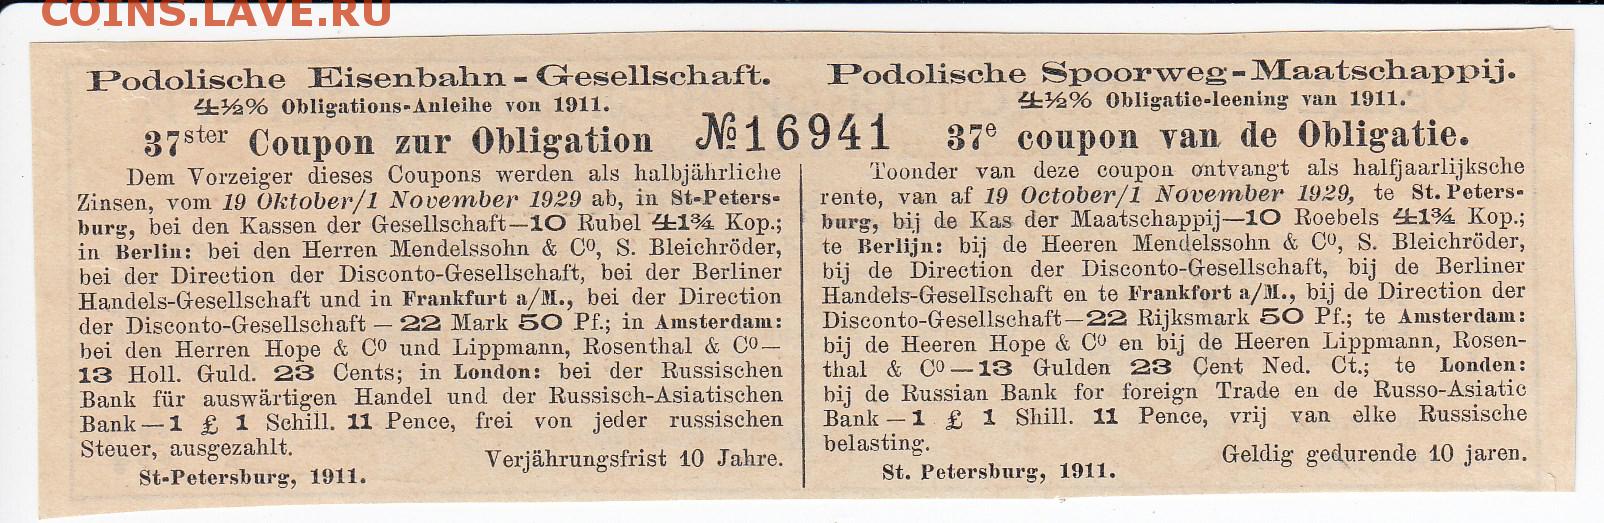 COINS.LAVE.RU
Podolische Eisenbahn-Gesellschaft.
4½% Obligations-Anleihe von 1911.
37ster Coupon zur Obligation
№16941
Dem Vorzeiger dieses Coupons werden als halbjährliche
Zinsen, vom 19 Oktober/1 November 1929 ab, in St-Peters-
burg, bei den Kassen der Gesellschaft—10 Rubel 41¾ Kop.;
in Berlin: bei den Herren Mendelssohn & Cº, S. Bleichröder,
bei der Direction der Disconto-Gesellschaft, bei der Berliner
Handels-Gesellschaft und in Frankfurt a/M., bei der Direction
der Disconto-Gesellschaft — 22 Mark 50 Pf.; in Amsterdam:
bei den Herren Hope & Cº und Lippmann, Rosenthal & Cº—
13 Holl. Guld. 23 Cents; in London: bei der Russischen
Bank für auswärtigen Handel und der Russisch-Asiatischen
Bank—1 £ 1 Schill. 11 Pence, frei von jeder russischen
Steuer, ausgezahlt.
Verjährungsfrist 10 Jahre.
St-Petersburg, 1911.
Podolische Spoorweg-Maatschappij.
4½% Obligatie-leening van 1911.
37e coupon van de Obligatie.
Toonder van deze coupon ontvangt als halfjaarlijksche
rente, van af 19 October/1 November 1929, te St. Peters-
burg, bij de Kas der Maatschappij—10 Roebels 41¾ Kop.;
te Berlijn: bij de Heeren Mendelssohn & Cº, S. Bleichröder,
bij de Direction der Disconto-Gesellschaft, bij de Berliner
Handels-Gesellschaft en te Frankfort a/M., bij de Direction der
Disconto-Gesellschaft—22 Rijksmark 50 Pf.; te Amsterdam:
bij de Heeren Hope & Cº en bij de Heeren Lippmann, Rosen-
thal & Cº—13 Gulden 23 Cent Ned. Ct.; te London:
bij de Russian Bank for foreign Trade en de Russo-Asiatic
Bank—1 £ 1 Shill. 11 Pence, vrij van elke Russische
belasting.
Geldig gedurende 10 jaren.
St. Petersburg, 1911.